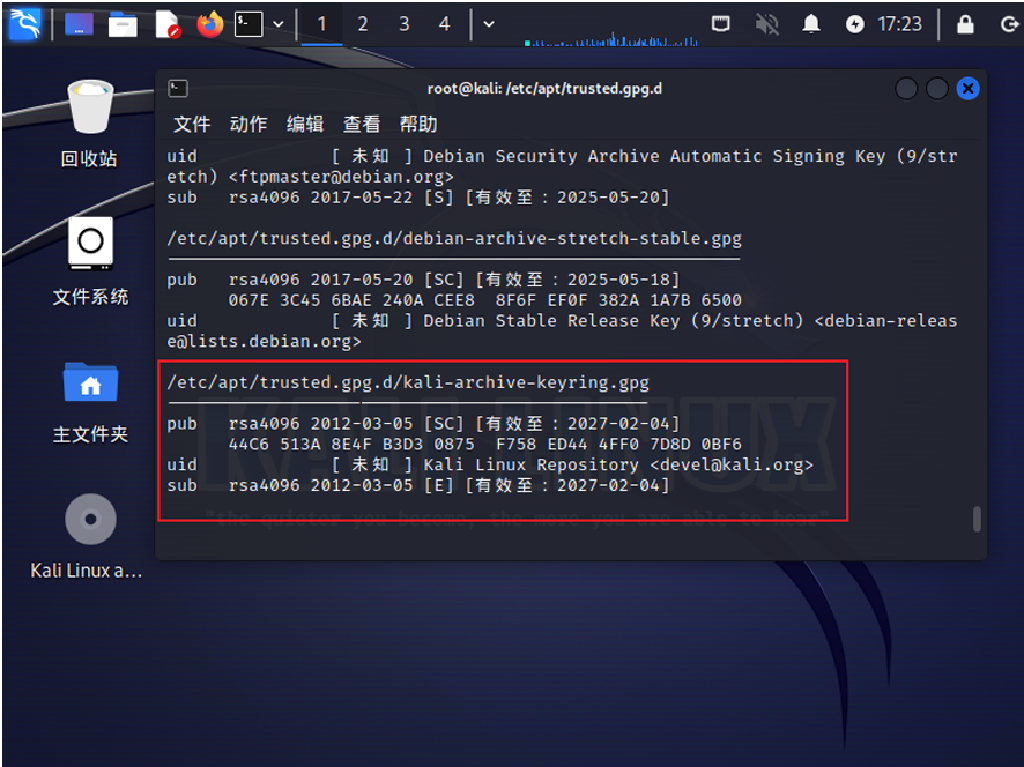 1 2 3 4 17:23
root@kali: /etc/apt/trusted.gpg.d
文件 动作 编辑 查看 帮助
回收站
文件系统
主文件夹
Kali Linux a...
uid [ 未知 ] Debian Security Archive Automatic Signing Key (9/str
etch) <ftpmaster@debian.org>
sub rsa4096 2017-05-22 [S] [有效至：2025-05-20]
/etc/apt/trusted.gpg.d/debian-archive-stretch-stable.gpg
pub rsa4096 2017-05-20 [SC] [有效至：2025-05-18]
067E 3C45 6BAE 240A CEE8 8F6F EF0F 382A 1A7B 6500
uid [ 未知 ] Debian Stable Release Key (9/stretch) <debian-releas
e@lists.debian.org>
/etc/apt/trusted.gpg.d/kali-archive-keyring.gpg
pub rsa4096 2012-03-05 [SC] [有效至：2027-02-04]
44C6 513A 8E4F B3D3 0875 F758 ED44 4FF0 7D8D 0BF6
uid [ 未知 ] Kali Linux Repository <devel@kali.org>
sub rsa4096 2012-03-05 [E] [有效至：2027-02-04]
KALI LINUX
"the quieter you become, the more you are able to hear"